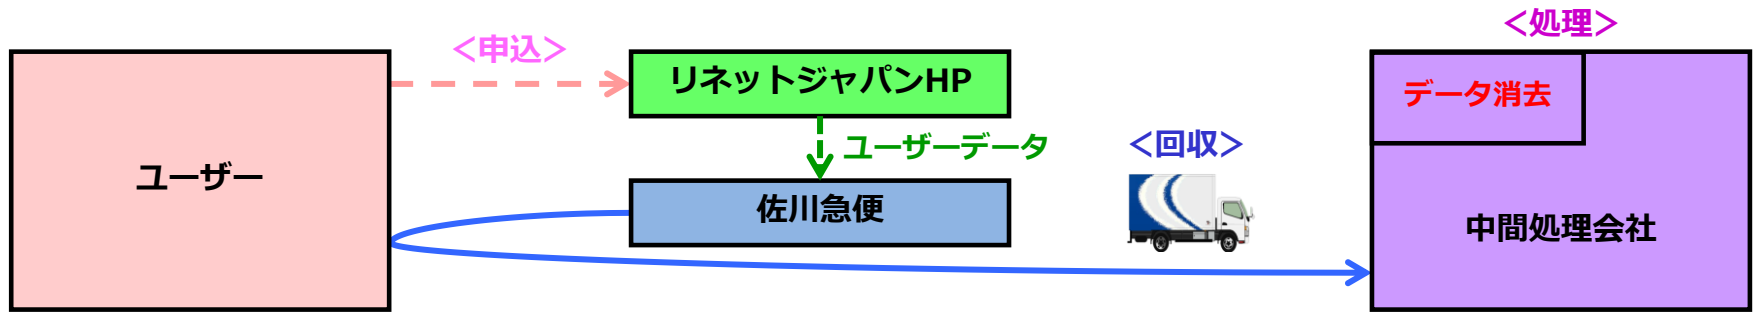 ＜処理＞
＜申込＞
リネットジャパンHP
データ消去
ユーザーデータ
＜回収＞
ユーザー
佐川急便
中間処理会社